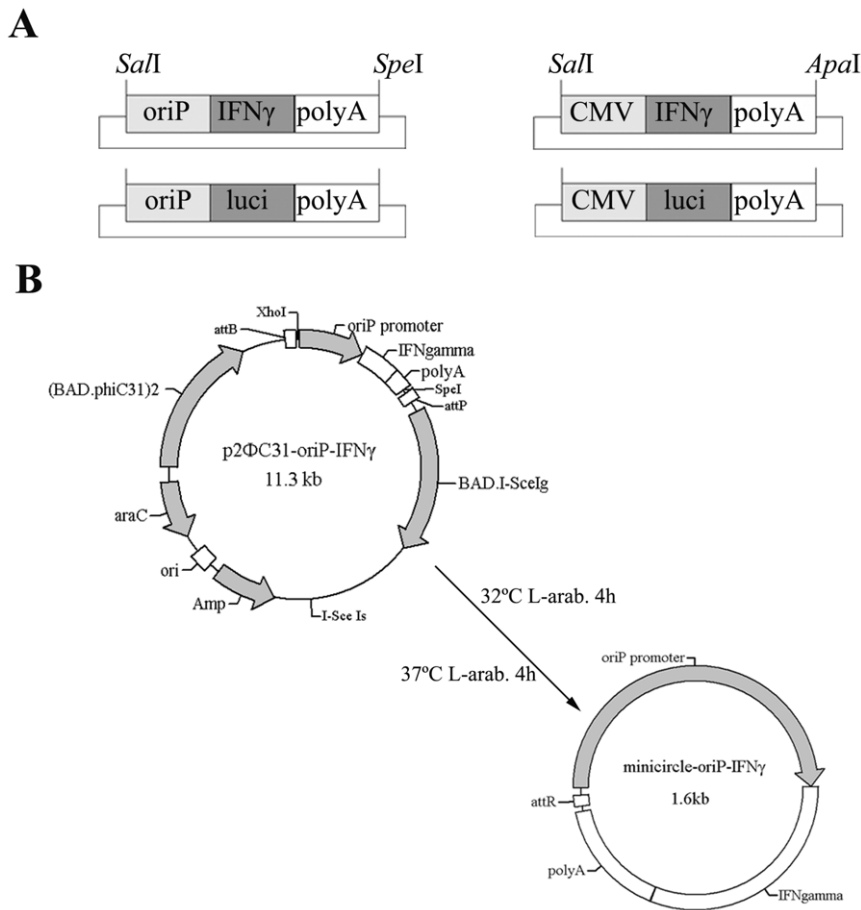 A
SalI SpeI SalI ApaI
oriP IFNγ polyA CMV IFNγ polyA
oriP luci polyA CMV luci polyA
B
XhoI
attB
oriP promoter
IFNgamma
polyA
SpeI
attP
(BAD.phiC31)2
p2ΦC31-oriP-IFNγ
11.3 kb
BAD.I-SceIg
araC
ori
Amp
I-Sce Is
32ºC L-arab. 4h
37ºC L-arab. 4h
oriP promoter
minicircle-oriP-IFNγ
1.6kb
attR
polyA
IFNgamma